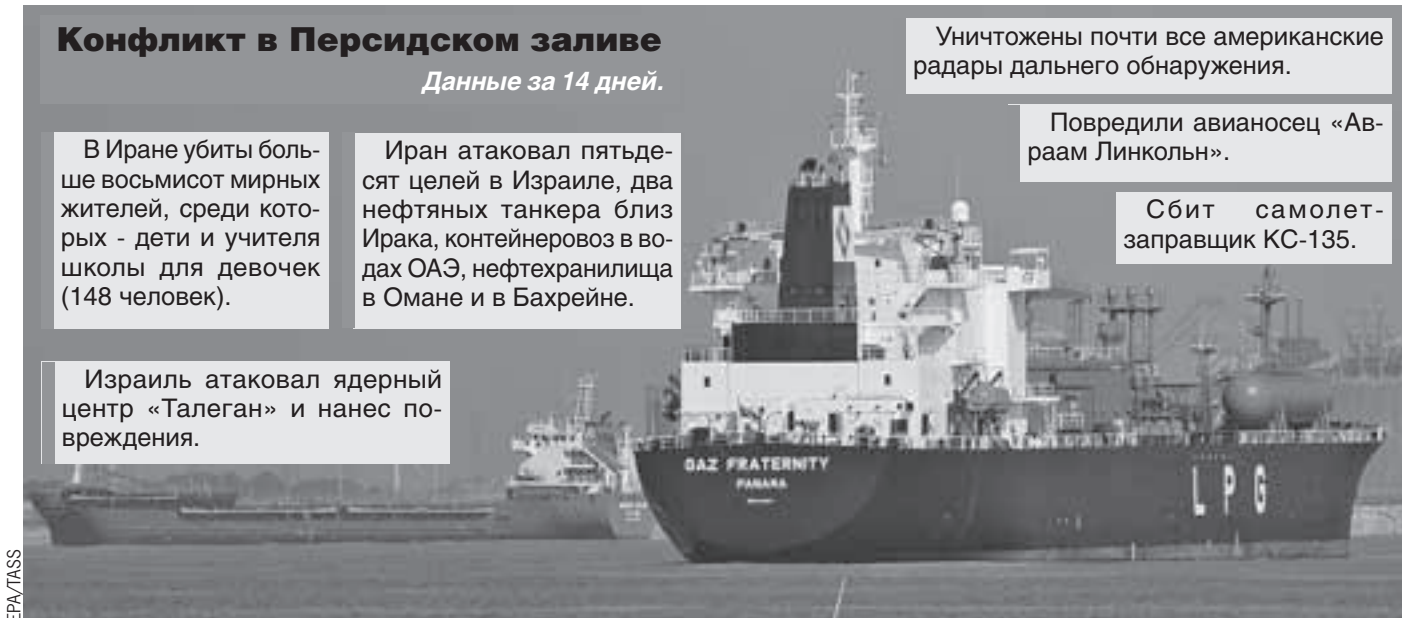 Конфликт в Персидском заливе
Данные за 14 дней.
В Иране убиты боль-
ше восьмисот мирных
жителей, среди кото-
рых - дети и учителя
школы для девочек
(148 человек).
Иран атаковал пятьде-
сят целей в Израиле, два
нефтяных танкера близ
Ирака, контейнеровоз в во-
дах ОАЭ, нефтехранилища
в Омане и в Бахрейне.
Израиль атаковал ядерный
центр «Талеган» и нанес по-
вреждения.
Уничтожены почти все американские
радары дальнего обнаружения.
Повредили авианосец «Ав-
раам Линкольн».
Сбит самолет-
заправщик КС-135.
GAZ FRATERNITY
PANAMA
LPG
EPA/TASS